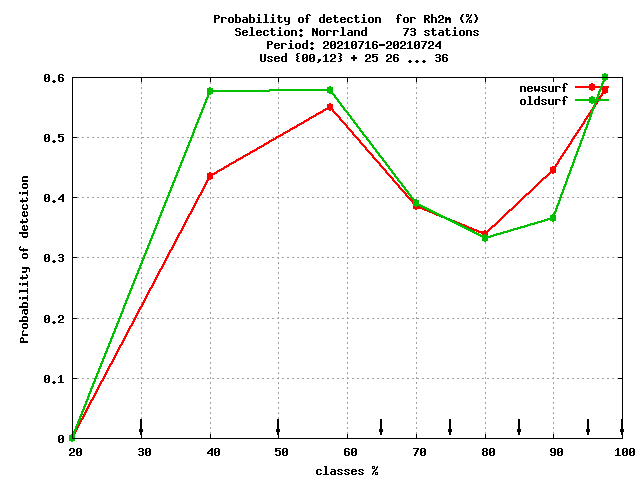 Probability of detection  for Rh2m (%)
Selection: Norrland     73 stations
Period: 20210716-20210724
Used {00,12} + 25 26 ... 36
newsurf
oldsurf
Probability of detection
0.6
0.5
0.4
0.3
0.2
0.1
0
20 30 40 50 60 70 80 90 100
classes %